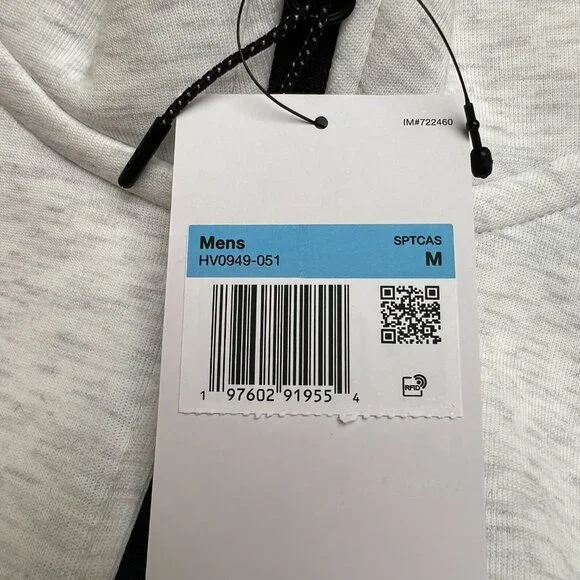 IM#722460
Mens SPTCAS
HV0949-051 M
1 97602 91955 4
RFID